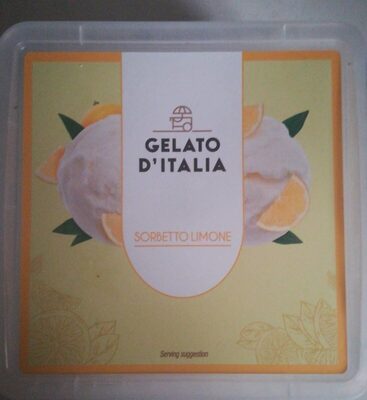 GELATO
D'ITALIA
SORBETTO LIMONE
Serving suggestion